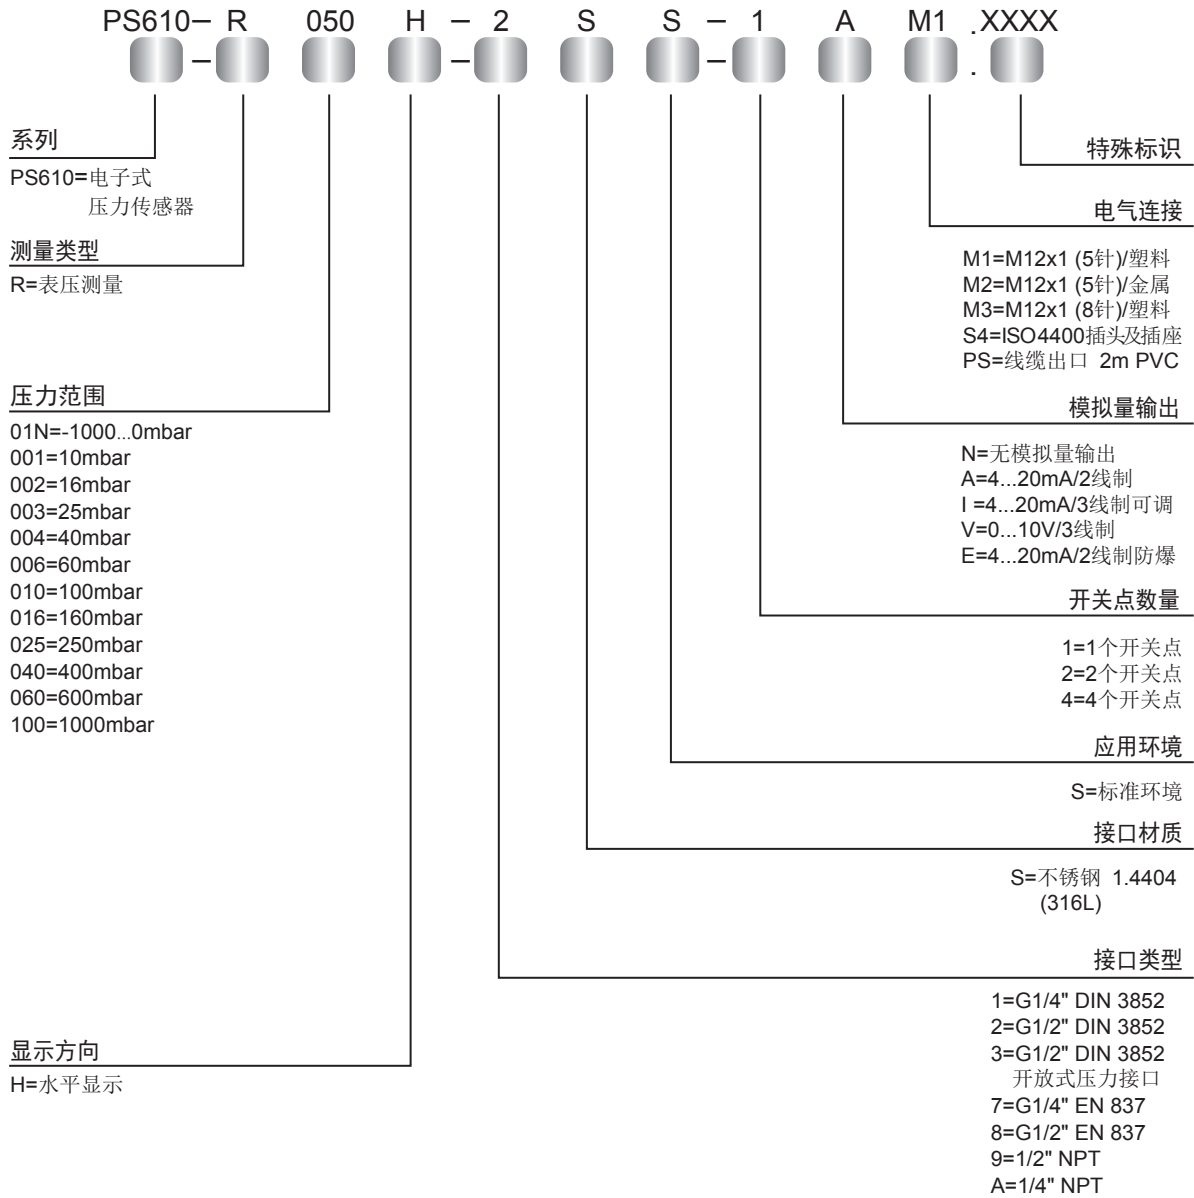 PS610– R 050 H – 2 S S – 1 A M1 .XXXX
– – – .
系列
PS610=电子式
压力传感器
测量类型
R=表压测量
压力范围
01N=-1000...0mbar
001=10mbar
002=16mbar
003=25mbar
004=40mbar
006=60mbar
010=100mbar
016=160mbar
025=250mbar
040=400mbar
060=600mbar
100=1000mbar
显示方向
H=水平显示
特殊标识
电气连接
M1=M12x1 (5针)/塑料
M2=M12x1 (5针)/金属
M3=M12x1 (8针)/塑料
S4=ISO4400插头及插座
PS=线缆出口 2m PVC
模拟量输出
N=无模拟量输出
A=4...20mA/2线制
I =4...20mA/3线制可调
V=0...10V/3线制
E=4...20mA/2线制防爆
开关点数量
1=1个开关点
2=2个开关点
4=4个开关点
应用环境
S=标准环境
接口材质
S=不锈钢 1.4404
(316L)
接口类型
1=G1/4" DIN 3852
2=G1/2" DIN 3852
3=G1/2" DIN 3852
开放式压力接口
7=G1/4" EN 837
8=G1/2" EN 837
9=1/2" NPT
A=1/4" NPT